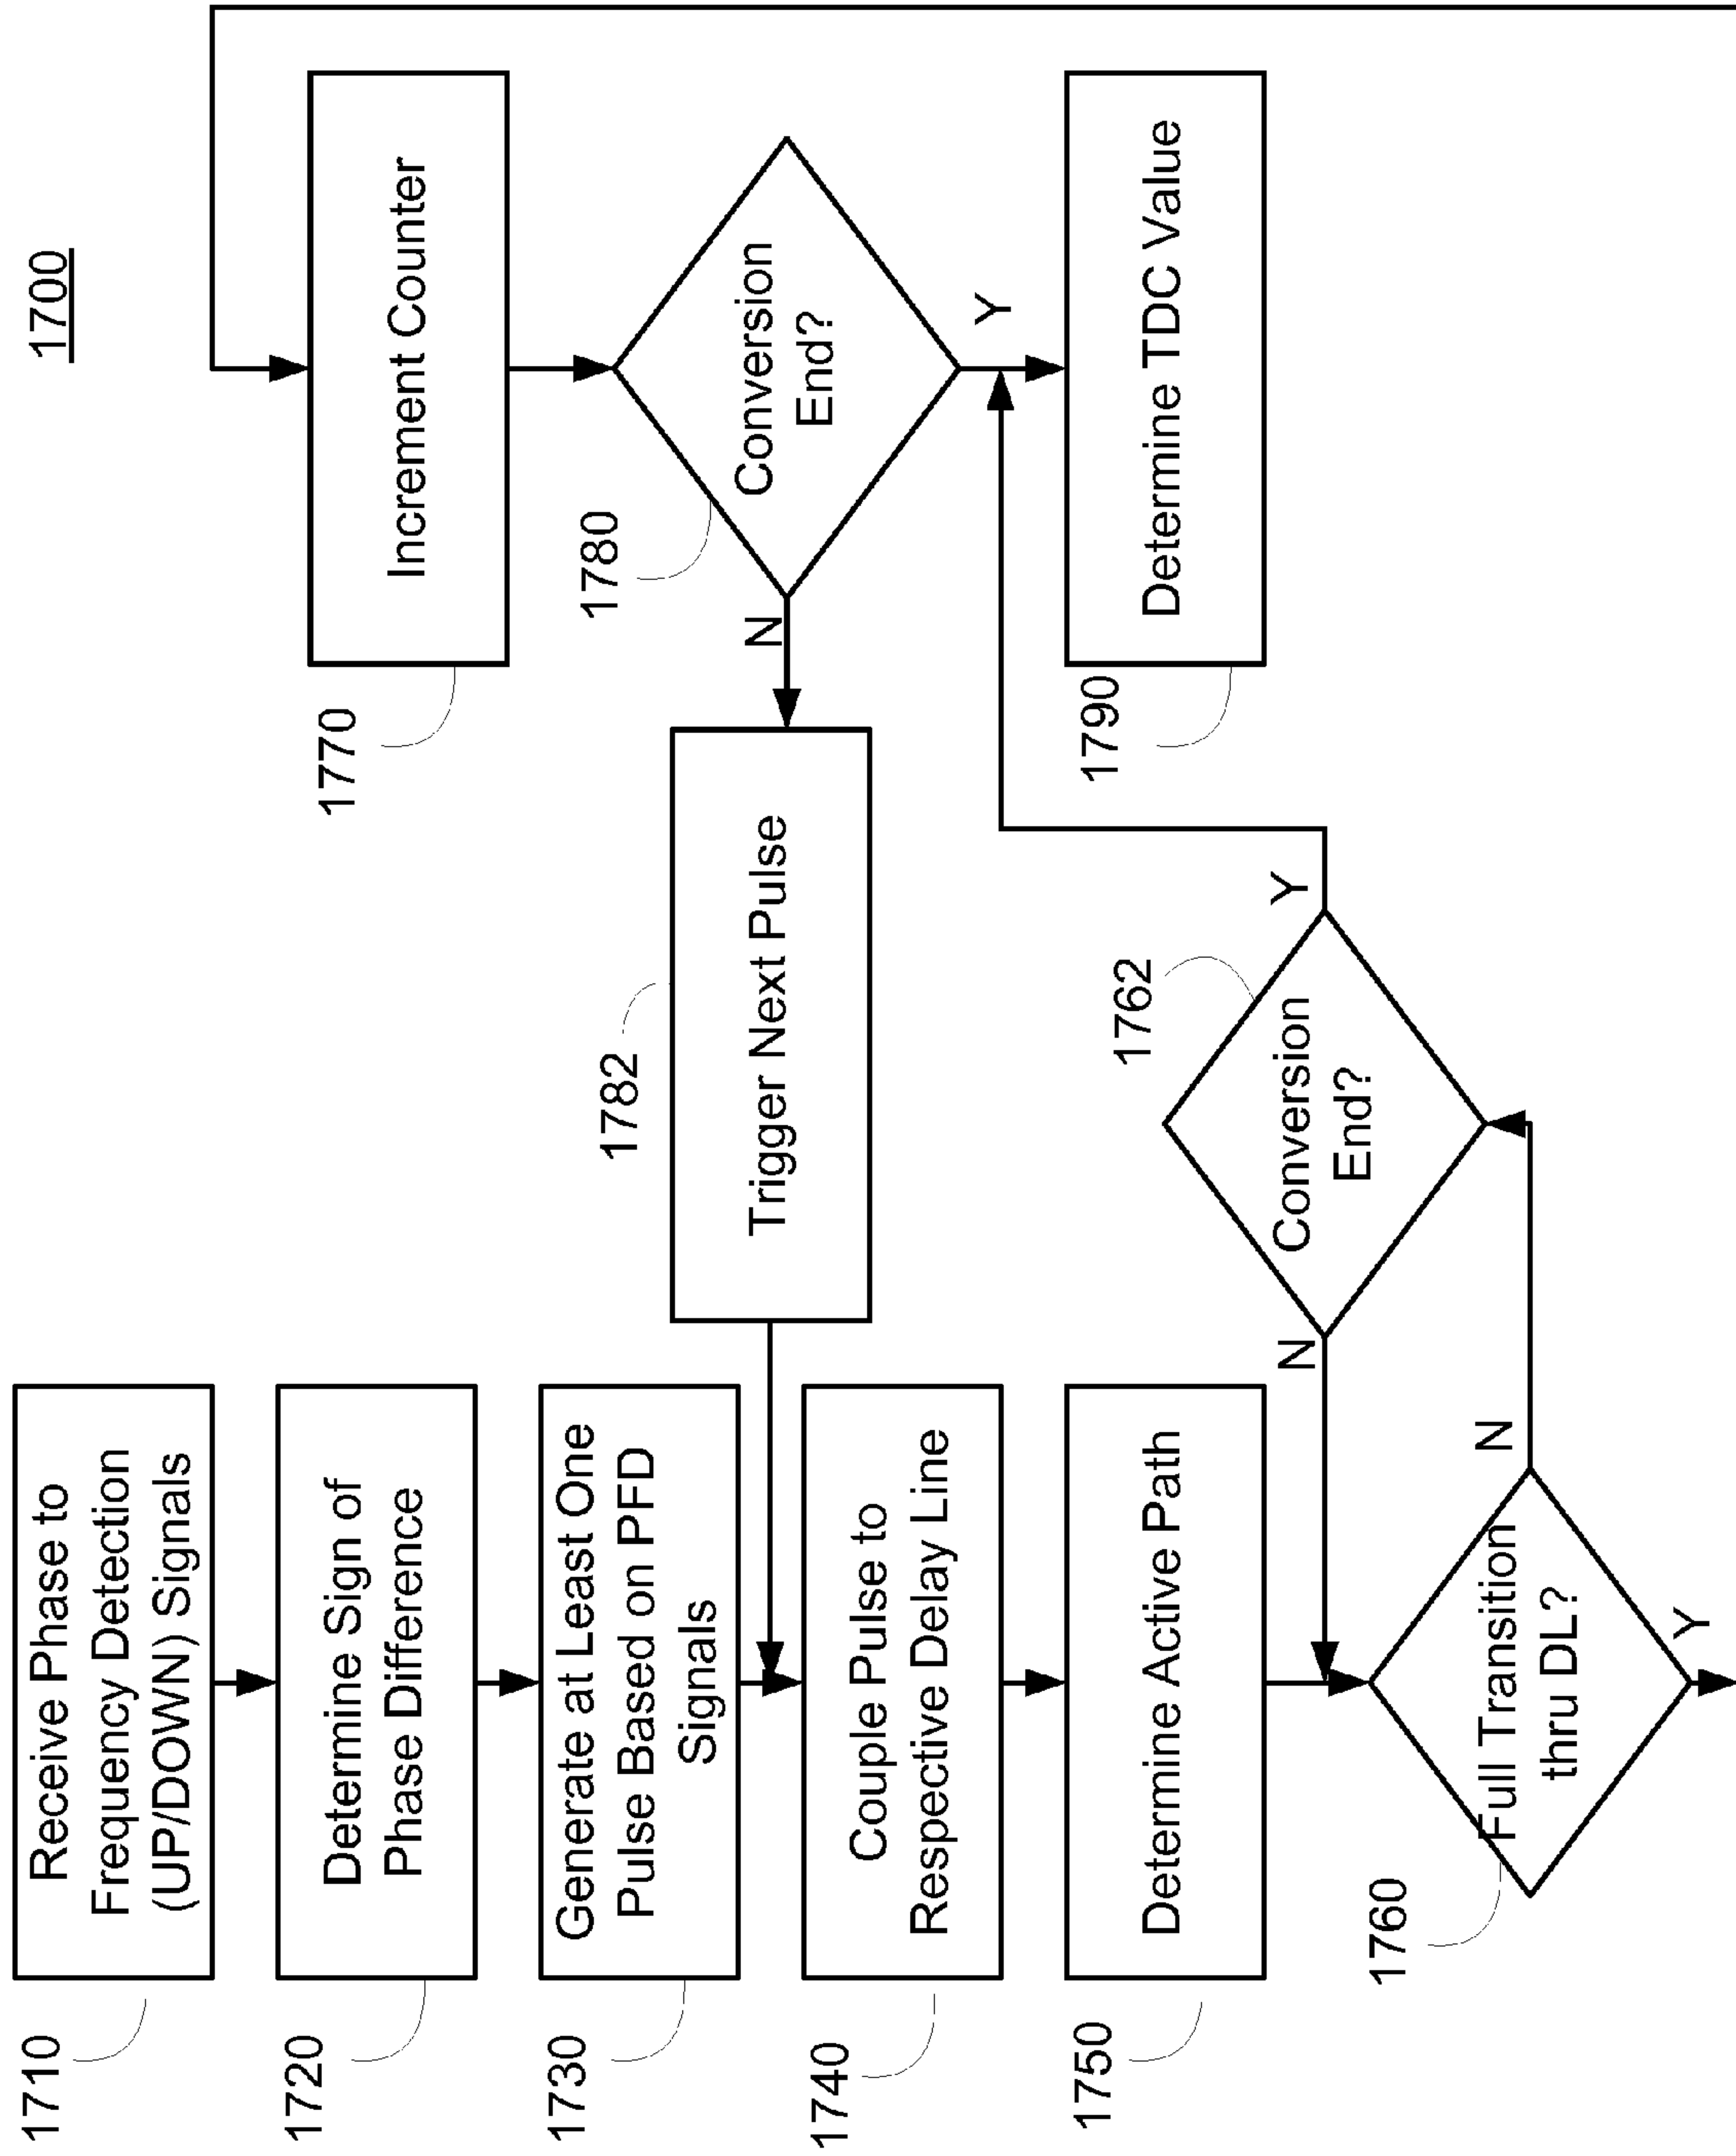 1700
1710
Receive Phase to
Frequency Detection
(UP/DOWN) Signals
1720
Determine Sign of
Phase Difference
1730
Generate at Least One
Pulse Based on PFD
Signals
1740
Couple Pulse to
Respective Delay Line
1750
Determine Active Path
1760
Full Transition
thru DL?
N
Y
1762
Conversion
End?
N
Y
1770
Increment Counter
1780
Conversion
End?
N
Y
1782
Trigger Next Pulse
1790
Determine TDC Value